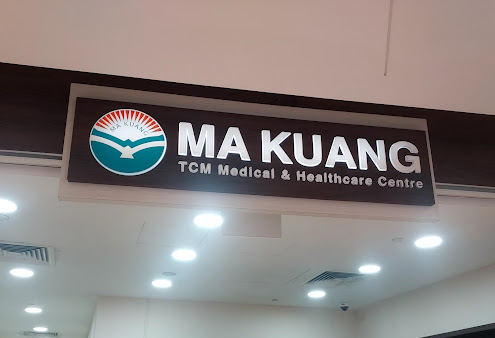 MA KUANG
MA KUANG
TCM Medical & Healthcare Centre